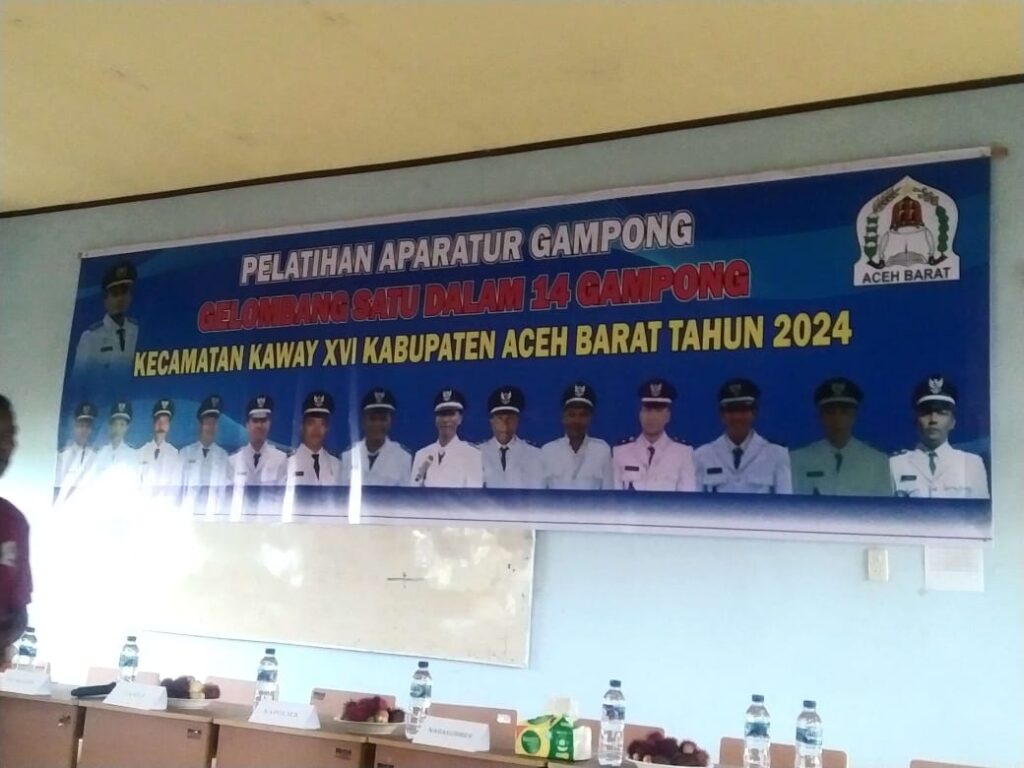 PELATIHAN APARATUR GAMPONG
GELOMBANG SATU DALAM 14 GAMPONG
KECAMATAN KAWAY XVI KABUPATEN ACEH BARAT TAHUN 2024
ACEH BARAT
KAPOLSEK
NARASUMBER